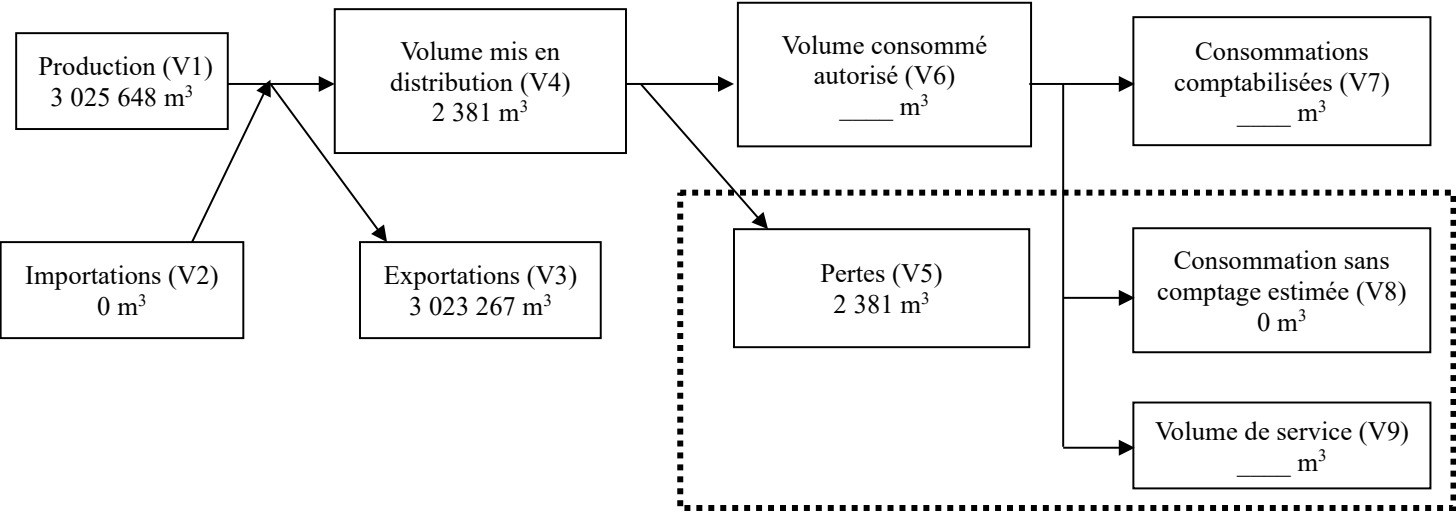 Production (V1)
3 025 648 m³
Volume mis en
distribution (V4)
2 381 m³
Volume consommé
autorisé (V6)
____ m³
Consommations
comptabilisées (V7)
____ m³
Importations (V2)
0 m³
Exportations (V3)
3 023 267 m³
Pertes (V5)
2 381 m³
Consommation sans
comptage estimée (V8)
0 m³
Volume de service (V9)
____ m³